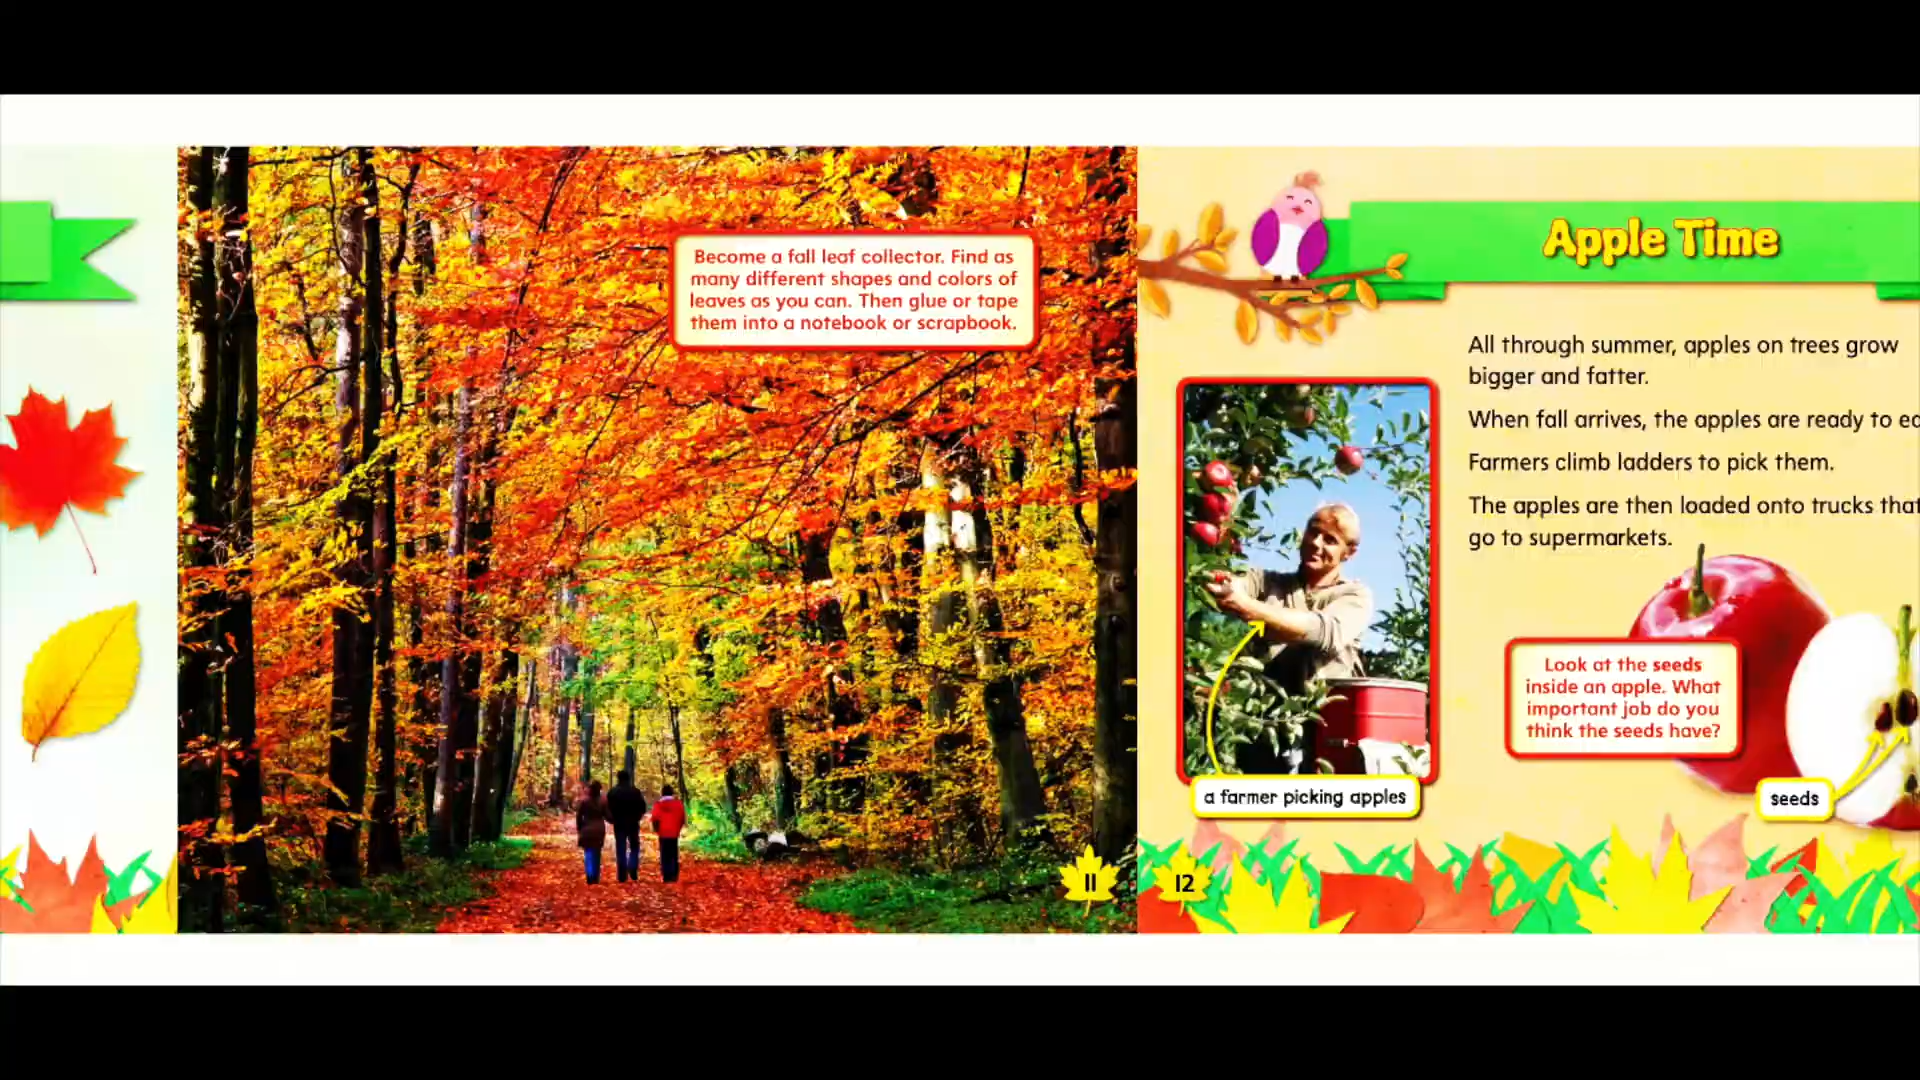 Become a fall leaf collector. Find as
many different shapes and colors of
leaves as you can. Then glue or tape
them into a notebook or scrapbook.
11
Apple Time
All through summer, apples on trees grow
bigger and fatter.
When fall arrives, the apples are ready to
Farmers climb ladders to pick them.
The apples are then loaded onto trucks that
go to supermarkets.
Look at the seeds
inside an apple. What
important job do you
think the seeds have?
a farmer picking apples
seeds
12